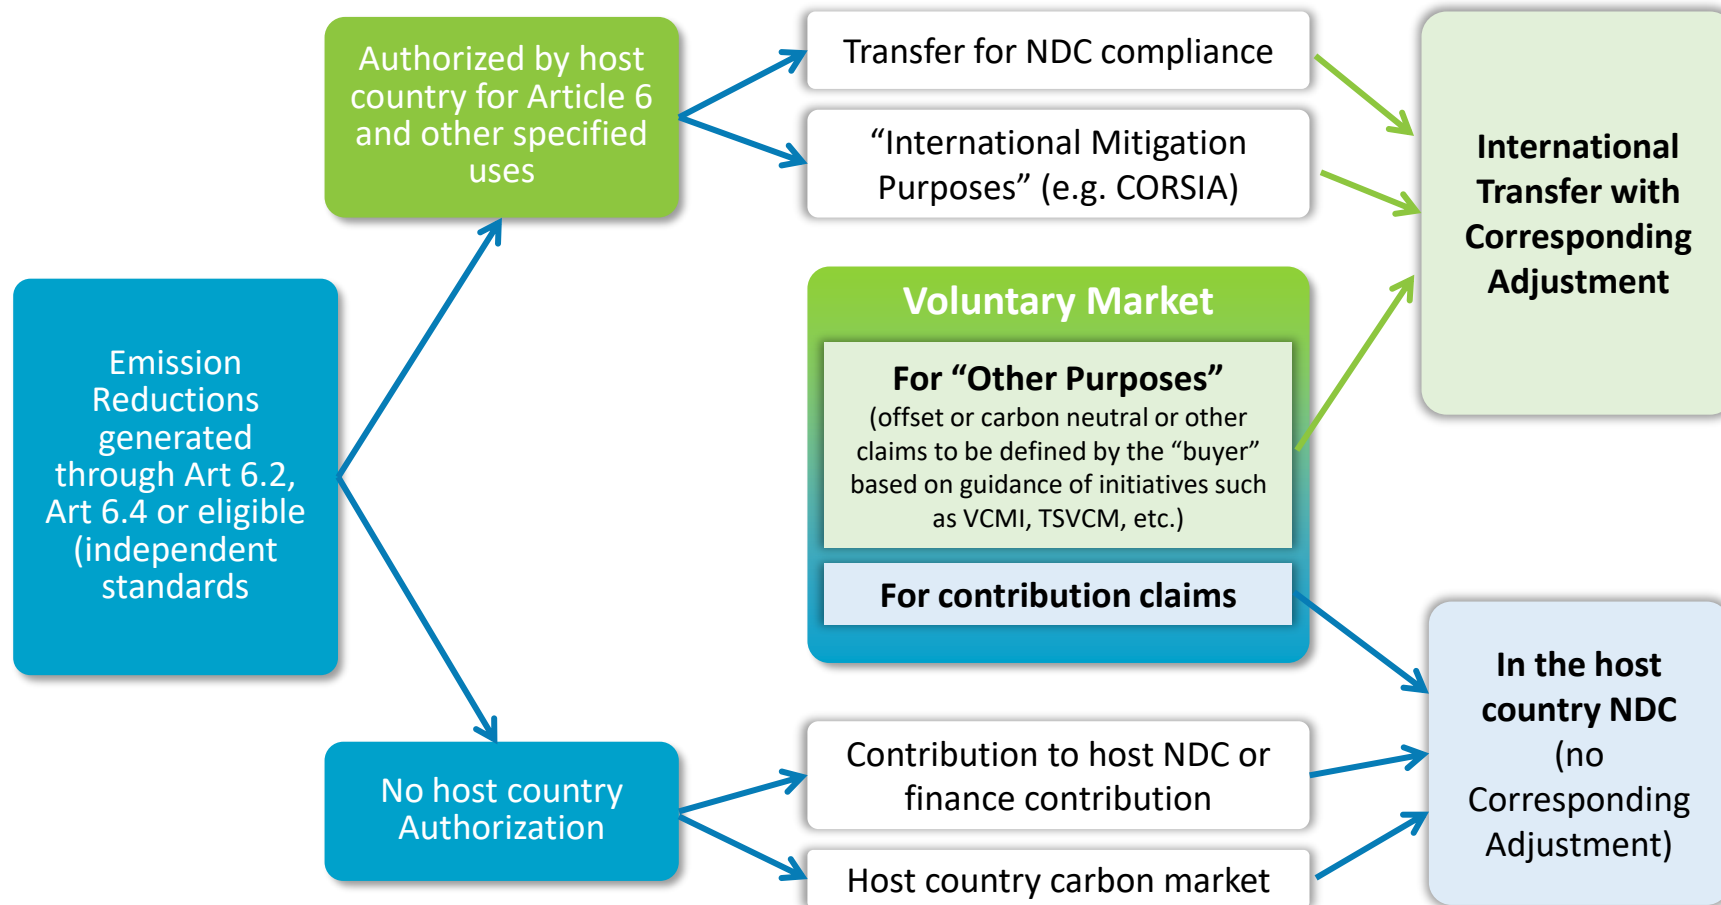 Emission
Reductions
generated
through Art 6.2,
Art 6.4 or eligible
(independent
standards
Authorized by host
country for Article 6
and other specified
uses
No host country
Authorization
Transfer for NDC compliance
“International Mitigation
Purposes” (e.g. CORSIA)
Voluntary Market
For “Other Purposes”
(offset or carbon neutral or other
claims to be defined by the “buyer”
based on guidance of initiatives such
as VCMI, TSVCM, etc.)
For contribution claims
Contribution to host NDC or
finance contribution
Host country carbon market
International
Transfer with
Corresponding
Adjustment
In the host
country NDC
(no
Corresponding
Adjustment)